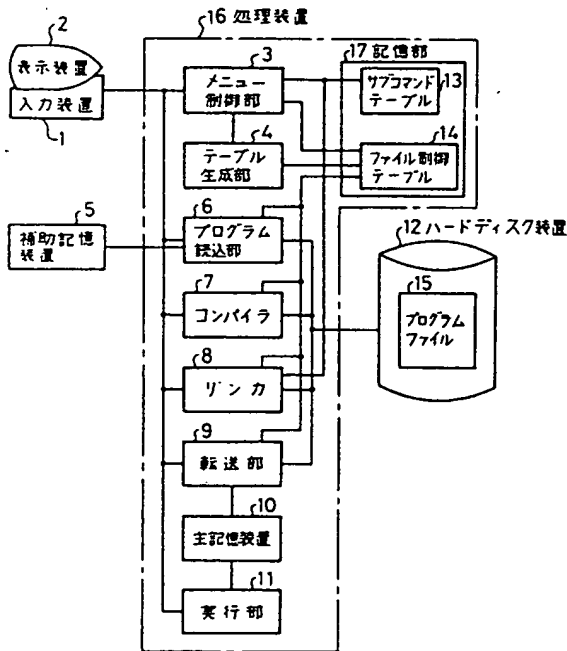 16 処理装置
2
表示装置
入力装置
1
3
メニュー
制御部
17 記憶部
サブコマンド
テーブル
13
4
テーブル
生成部
14
ファイル制御
テーブル
5
補助記憶
装置
6
プログラム
読込部
12 ハードディスク装置
7
コンパイラ
15
プログラム
ファイル
8
リンカ
9
転送部
10
主記憶装置
11
実行部